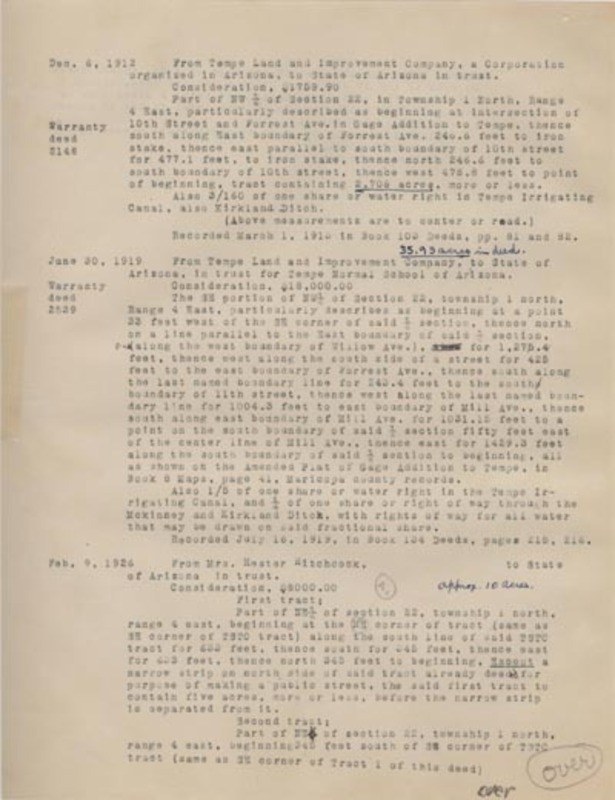 Dec. 6, 1912 From Tempe Land and Improvement Company, a Corporation
organized in Arizona, to State of Arizona in trust.
Consideration, $1759.90
Part of NW ¼ of Section 22, in Township 1 North, Range
4 East, particularly described as beginning at intersection of
Warranty 10th Street and Forrest Ave. in Gage Addition to Tempe, thence
deed south along East boundary of Forrest Ave. 246.6 feet to iron
2146 stake, thence east parallel to south boundary of 10th street
for 477.1 feet, to iron stake, thence north 246.6 feet to
south boundary of 10th street, thence west 478.8 feet to point
of beginning, tract containing 2.706 acres, more or less.
Also 3/160 of one share or water right in Tempe Irrigating
Canal, also Kirkland Ditch.
(Above measurements are to center or road.)
Recorded March 1, 1913 in Book 103 Deeds, pp. 81 and 82.
35.93 acres in deed.
June 30, 1919 From Tempe Land and Improvement Company, to State of
Arizona, in trust for Tempe Normal School of Arizona.
Warranty Consideration, $18,000.00
deed The SE portion of NW¼ of Section 22, township 1 north,
2639 Range 4 East, particularly describes as beginning at a point
33 feet west of the SE corner of said ¼ section, thence north
on a line parallel to the East boundary of said ¼ section,
(along the west boundary of Willow Ave.), for 1,275.4
feet, thence west along the south side of a street for 425
feet to the east boundary of Forrest Ave., thence south along
the last named boundary line for 243.4 feet to the south
boundary of 11th street, thence west along the last named boun-
dary line for 1004.3 feet to east boundary of Mill Ave., thence
south along east boundary of Mill Ave. for 1031.12 feet to a
point on the south boundary of said ¼ section fifty feet east
of the center line of Mill Ave., thence east for 1429.3 feet
along the south boundary of said ¼ section to beginning, all
as shown on the Amended Plat of Gage Addition to Tempe, in
Book 6 Maps, page 41, Maricopa county records.
Also 1/5 of one share or water right in the Tempe Ir-
rigating Canal, and ¼ of one share or right of way through the
McKinney and Kirkland Ditch, with rights of way for all water
that may be drawn on said fractional share.
Recorded July 16, 1919, in Book 134 Deeds, pages 215, 216.
Feb. 9, 1926 From Mrs. Hester Hitchcock, to State
of Arizona in trust.
Consideration, $8000.00 approx. 10 acres.
First tract;
Part of NE¼ of section 22, township 1 north,
range 4 east, beginning at the SE corner of tract (same as
SE corner of TSTC tract) along the south line of said TSTC
tract for 633 feet, thence south for 345 feet, thence east
for 633 feet, thence north 345 feet to beginning. Except a
narrow strip on north side of said tract already deed for
purpose of making a public street, the said first tract to
contain five acres, more or less, before the narrow strip
is separated from it.
Second tract;
Part of NE¼ of section 22, township 1 north,
range 4 east, beginning 345 feet south of SE corner of TSTC
tract (same as SE corner of Tract 1 of this deed)
over
over